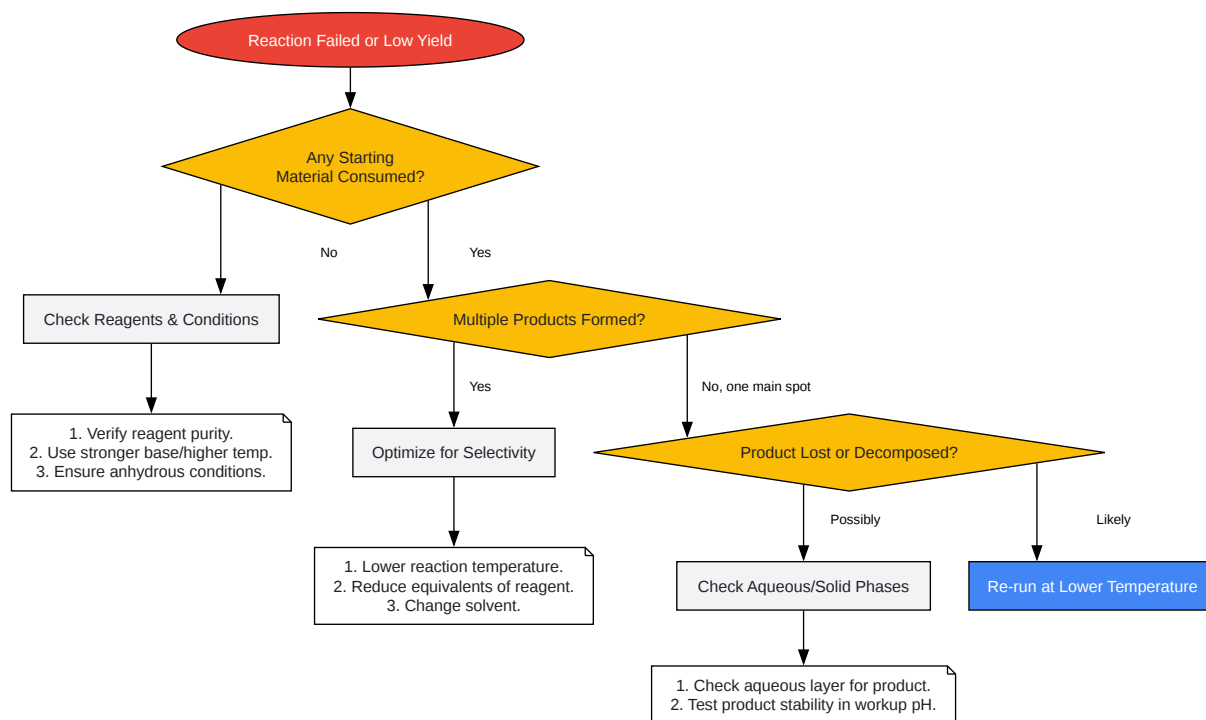 Reaction Failed or Low Yield
Any Starting
Material Consumed?
No
Yes
Check Reagents & Conditions
Multiple Products Formed?
1. Verify reagent purity.
2. Use stronger base/higher temp.
3. Ensure anhydrous conditions.
Yes
No, one main spot
Optimize for Selectivity
Product Lost or Decomposed?
1. Lower reaction temperature.
2. Reduce equivalents of reagent.
3. Change solvent.
Possibly
Likely
Check Aqueous/Solid Phases
Re-run at Lower Temperature
1. Check aqueous layer for product.
2. Test product stability in workup pH.